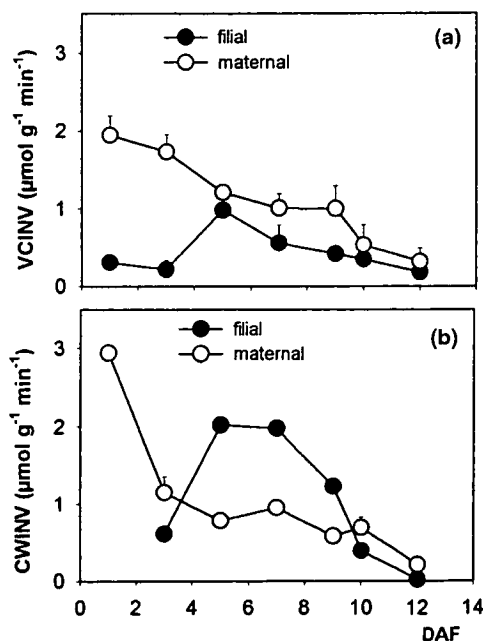 filial
maternal
(a)
3
2
1
0
VCINV (µmol g⁻¹ min⁻¹)
filial
maternal
(b)
3
2
1
0
CWINV (µmol g⁻¹ min⁻¹)
0 2 4 6 8 10 12 14
DAF